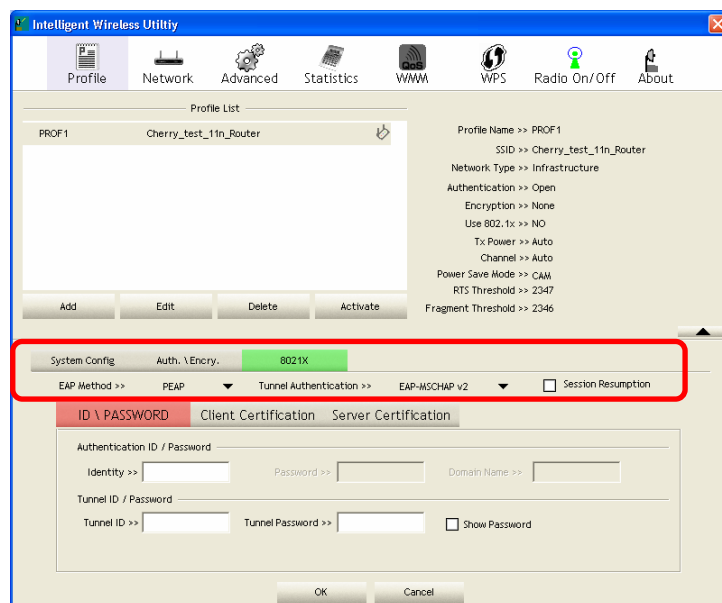 Intelligent Wireless Utiltiy
Profile Network Advanced Statistics QoS WMM WPS Radio On/Off About
Profile List
PROF1 Cherry_test_11n_Router
Profile Name >> PROF1
SSID >> Cherry_test_11n_Router
Network Type >> Infrastructure
Authentication >> Open
Encryption >> None
Use 802.1x >> NO
Tx Power >> Auto
Channel >> Auto
Power Save Mode >> CAM
RTS Threshold >> 2347
Fragment Threshold >> 2346
Add Edit Delete Activate
System Config Auth. \ Encry. 8021X
EAP Method >> PEAP Tunnel Authentication >> EAP-MSCHAP v2 Session Resumption
ID \ PASSWORD Client Certification Server Certification
Authentication ID / Password
Identity >> Password >> Domain Name >>
Tunnel ID / Password
Tunnel ID >> Tunnel Password >> Show Password
OK Cancel